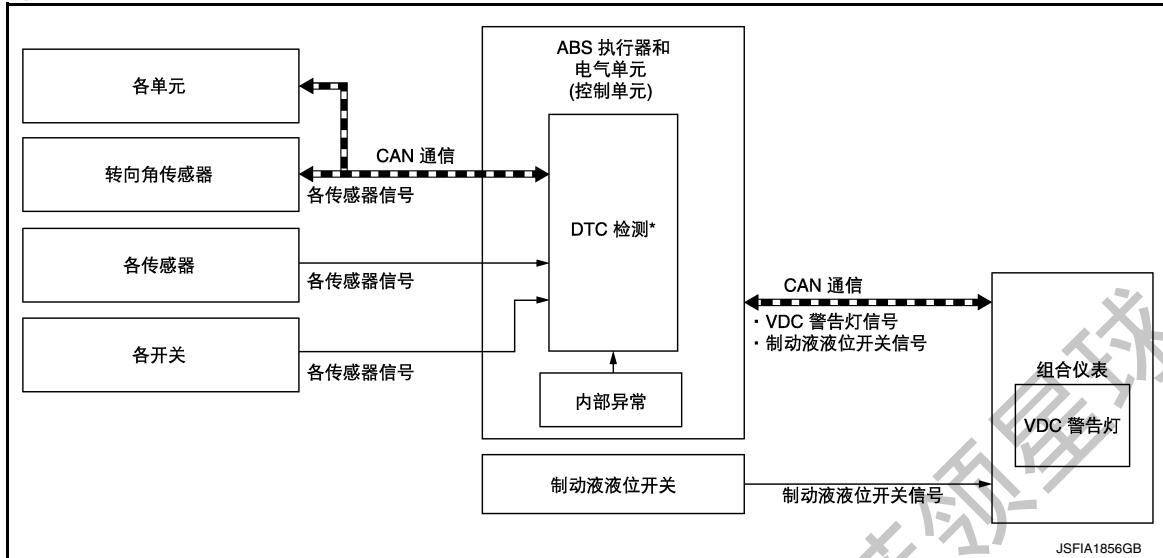 ABS 执行器和
电气单元
(控制单元)
各单元
CAN 通信
转向角传感器
各传感器信号
DTC 检测*
各传感器
各传感器信号
CAN 通信
・VDC 警告灯信号
・制动液液位开关信号
各开关
各传感器信号
内部异常
组合仪表
VDC 警告灯
制动液液位开关
制动液液位开关信号
领星球
JSFIA1856GB